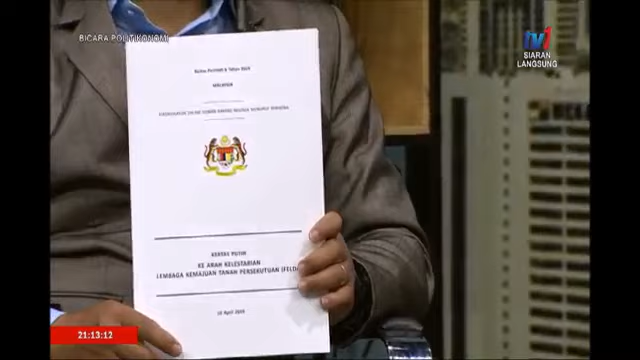 BICARA POLITIKONOMI
tv1
SIARAN
LANGSUNG
MALAYSIA
KERTAS PUTIH
KE ARAH KELESTARIAN
LEMBAGA KEMAJUAN TANAH PERSEKUTUAN (FELDA
10 April 2019
21:13:12